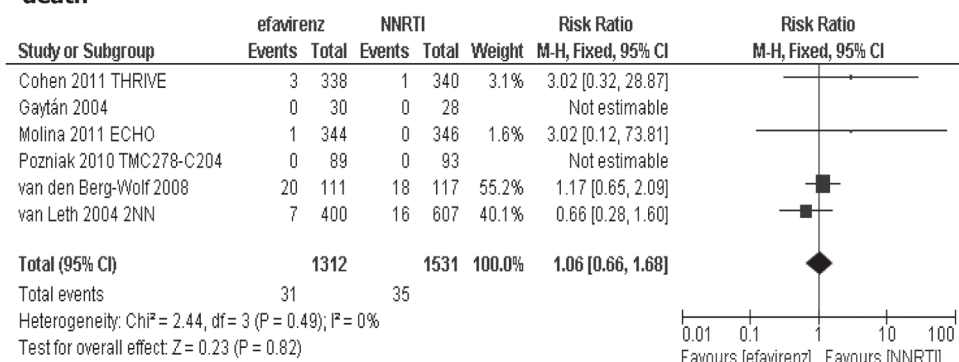 death
efavirenz NNRTI Risk Ratio Risk Ratio
Study or Subgroup Events Total Events Total Weight M-H, Fixed, 95% CI M-H, Fixed, 95% CI
Cohen 2011 THRIVE 3 338 1 340 3.1% 3.02 [0.32, 28.87]
Gaytán 2004 0 30 0 28 Not estimable
Molina 2011 ECHO 1 344 0 346 1.6% 3.02 [0.12, 73.81]
Pozniak 2010 TMC278-C204 0 89 0 93 Not estimable
van den Berg-Wolf 2008 20 111 18 117 55.2% 1.17 [0.65, 2.09]
van Leth 2004 2NN 7 400 16 607 40.1% 0.66 [0.28, 1.60]
Total (95% CI) 1312 1531 100.0% 1.06 [0.66, 1.68]
Total events 31 35
Heterogeneity: Chi² = 2.44, df = 3 (P = 0.49); I² = 0%
Test for overall effect: Z = 0.23 (P = 0.82)
0.01 0.1 1 10 100
Favours [efavirenz] Favours [NNRTI]